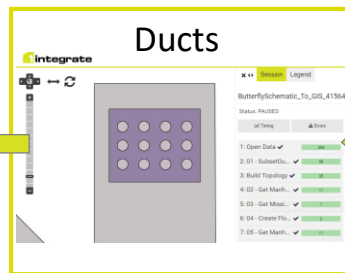 Ducts
1integrate
Session Legend
ButterflySchematic_To_GIS_41564
Status: PAUSED
Timing Errors
1: Open Data
2: 01 - SubsetOu...
3: Build Topology
4: 02 - Get Manh...
5: 03 - Get Missi...
6: 04 - Create Flo...
7: 05 - Get Manh...